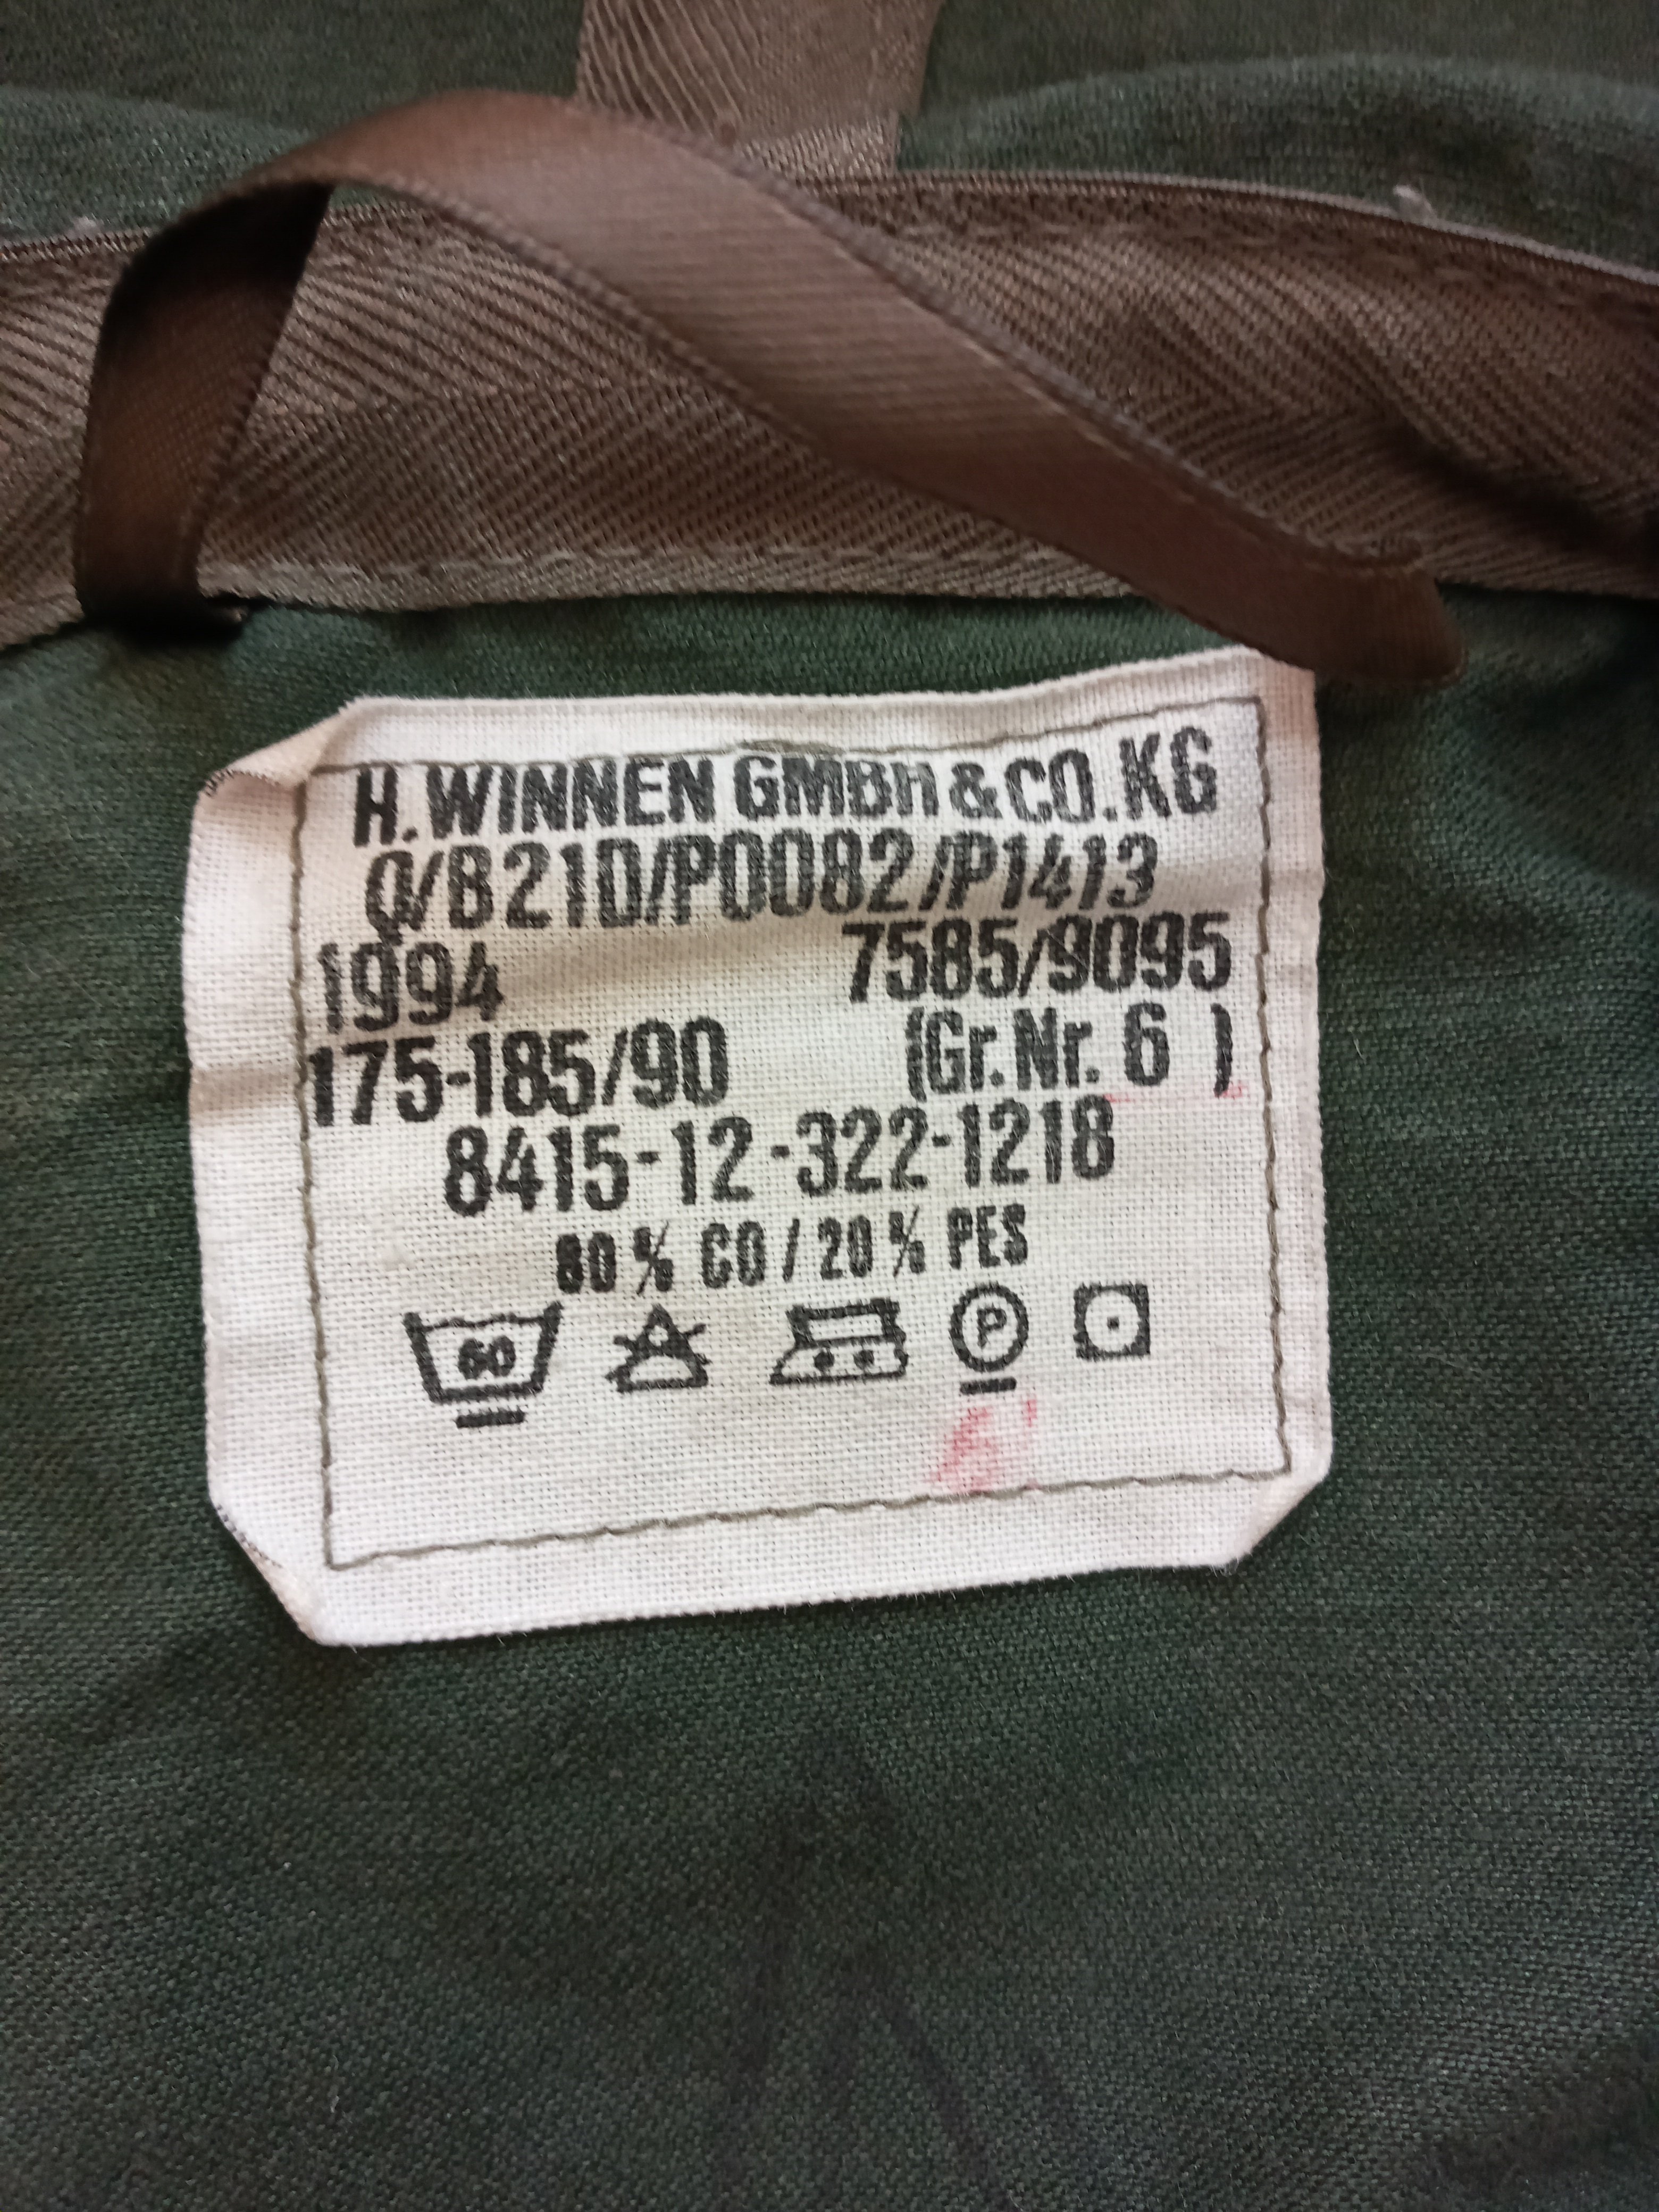 H. WINNEN GMBH & CO. KG
Q/B210/P0082/P1413
1994 7585/9095
175-185/90 (Gr. Nr. 6 )
8415-12-322-1218
80 % CO / 20 % PES
60 P